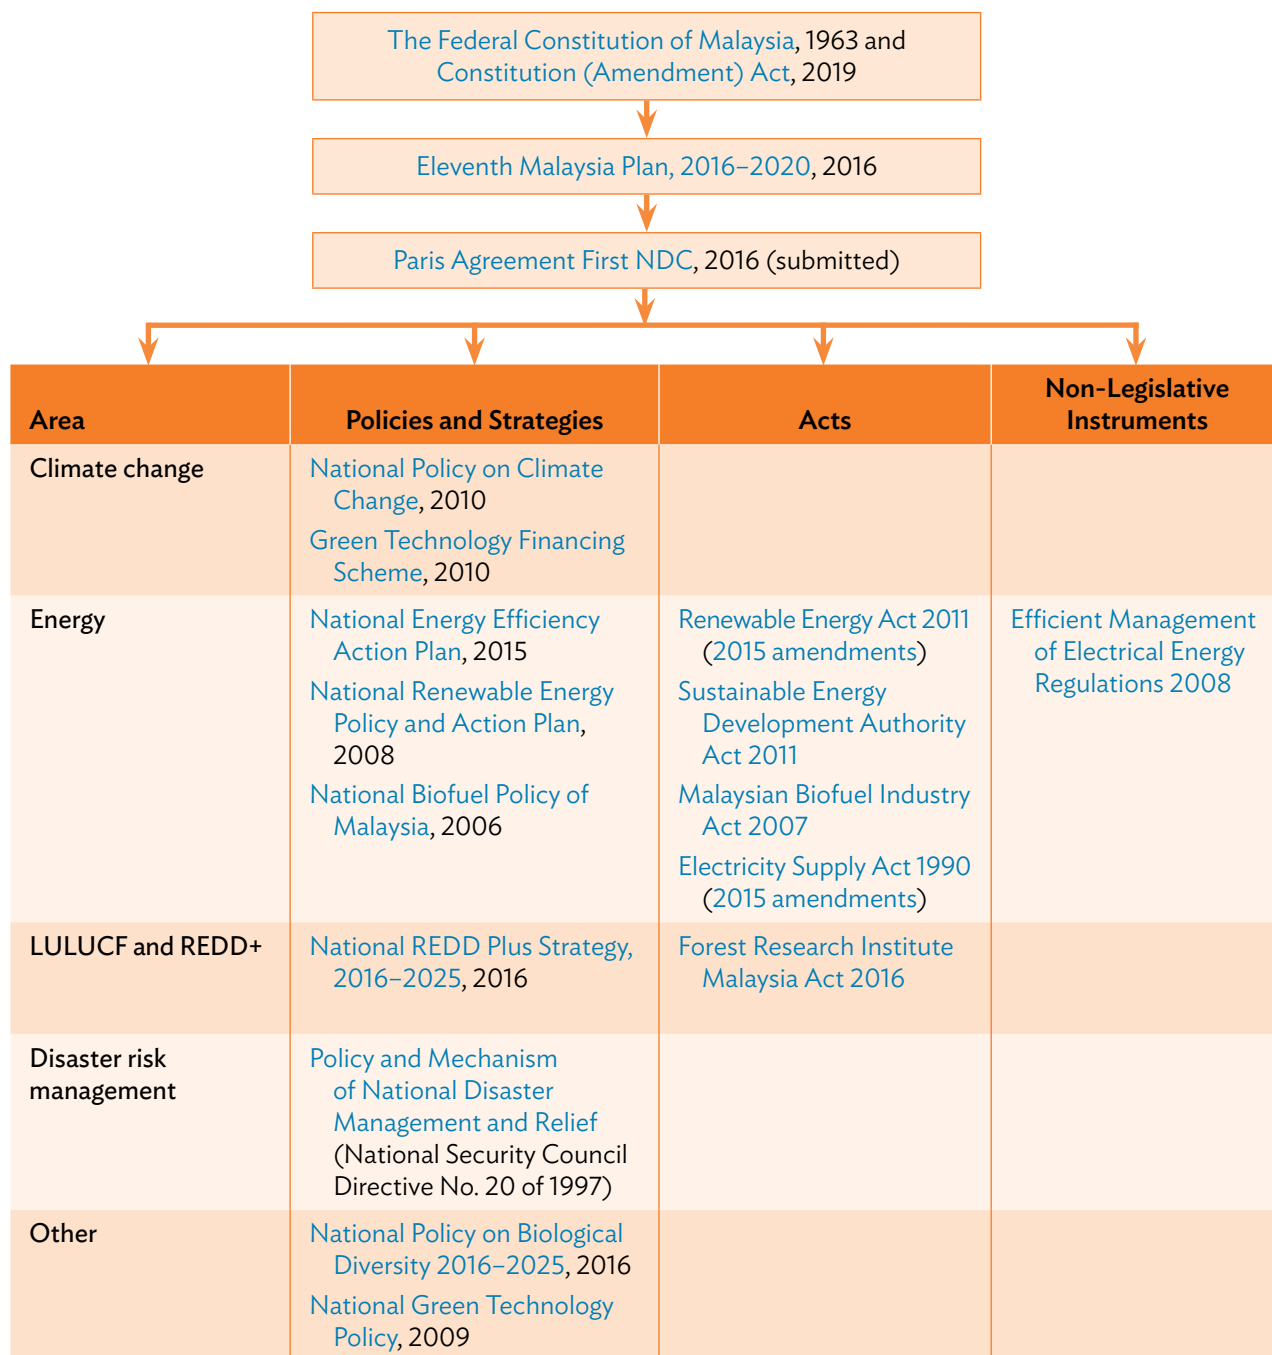 The Federal Constitution of Malaysia, 1963 and
Constitution (Amendment) Act, 2019
Eleventh Malaysia Plan, 2016–2020, 2016
Paris Agreement First NDC, 2016 (submitted)
Area
Policies and Strategies
Acts
Non-Legislative
Instruments
Climate change
National Policy on Climate
Change, 2010
Green Technology Financing
Scheme, 2010
Energy
National Energy Efficiency
Action Plan, 2015
National Renewable Energy
Policy and Action Plan,
2008
National Biofuel Policy of
Malaysia, 2006
Renewable Energy Act 2011
(2015 amendments)
Sustainable Energy
Development Authority
Act 2011
Malaysian Biofuel Industry
Act 2007
Electricity Supply Act 1990
(2015 amendments)
Efficient Management
of Electrical Energy
Regulations 2008
LULUCF and REDD+
National REDD Plus Strategy,
2016–2025, 2016
Forest Research Institute
Malaysia Act 2016
Disaster risk
management
Policy and Mechanism
of National Disaster
Management and Relief
(National Security Council
Directive No. 20 of 1997)
Other
National Policy on Biological
Diversity 2016–2025, 2016
National Green Technology
Policy, 2009